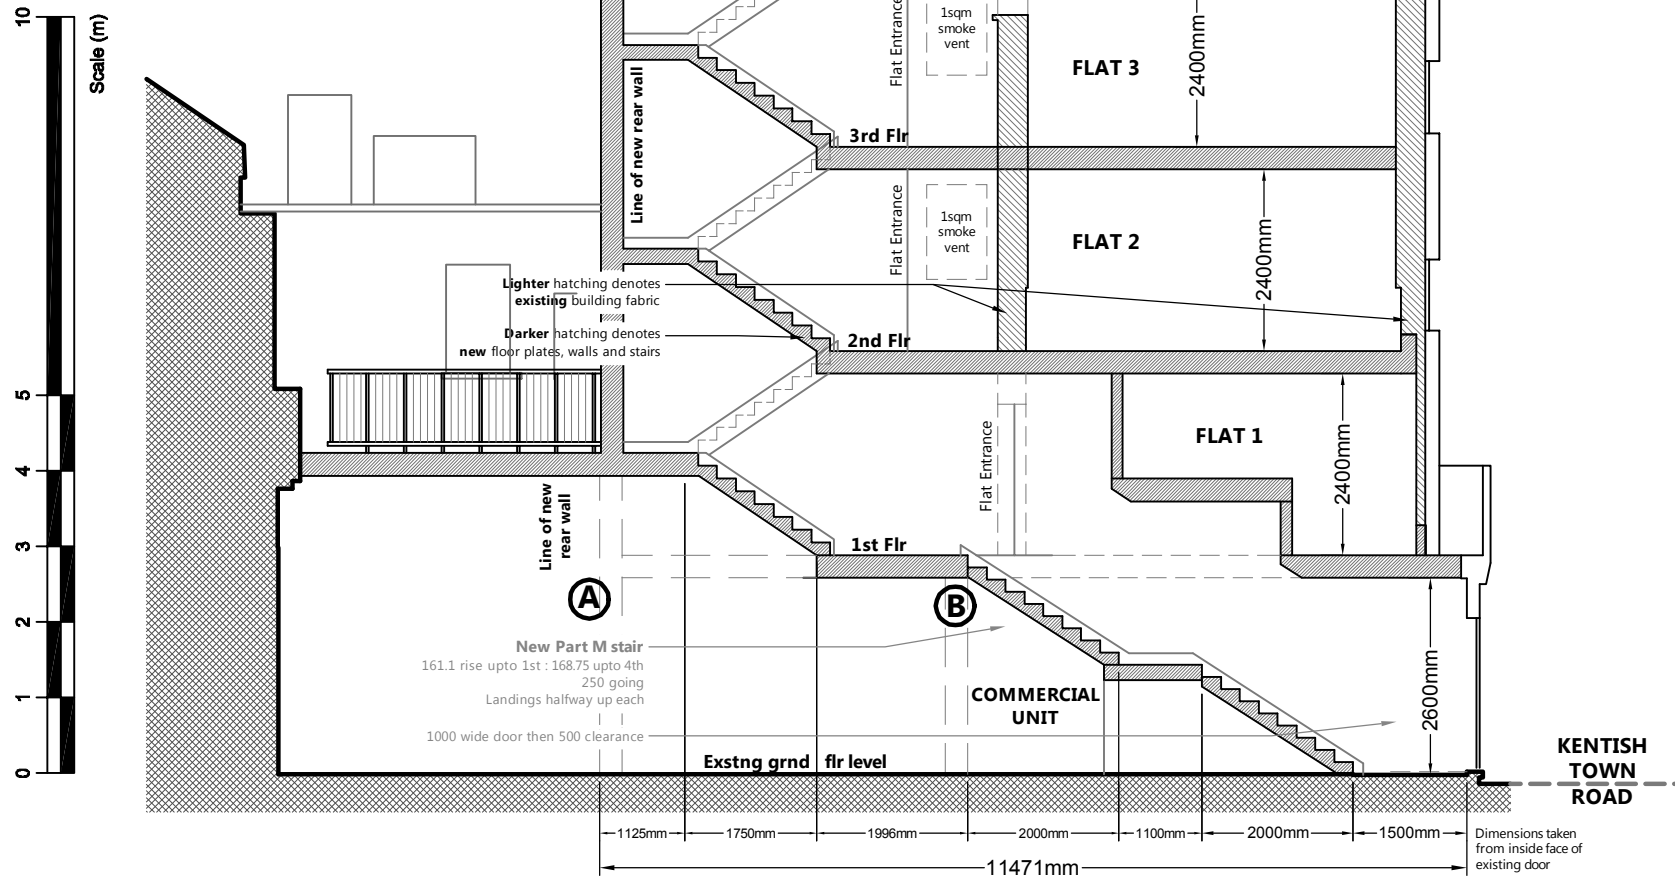 10
Scale (m)
5
4
3
2
1
0
Flat Entrance
1sqm
smoke
vent
FLAT 3
2400mm
Line of new rear wall
3rd Flr
Flat Entrance
1sqm
smoke
vent
FLAT 2
2400mm
Lighter hatching denotes
existing building fabric
Darker hatching denotes
new floor plates, walls and stairs
2nd Flr
FLAT 1
2400mm
Flat Entrance
Line of new
rear wall
1st Flr
A
B
New Part M stair
161.1 rise upto 1st : 168.75 upto 4th
250 going
Landings halfway up each
COMMERCIAL
UNIT
2600mm
1000 wide door then 500 clearance
Exstng grnd flr level
KENTISH
TOWN
ROAD
1125mm
1750mm
1996mm
2000mm
1100mm
2000mm
1500mm
11471mm
Dimensions taken
from inside face of
existing door